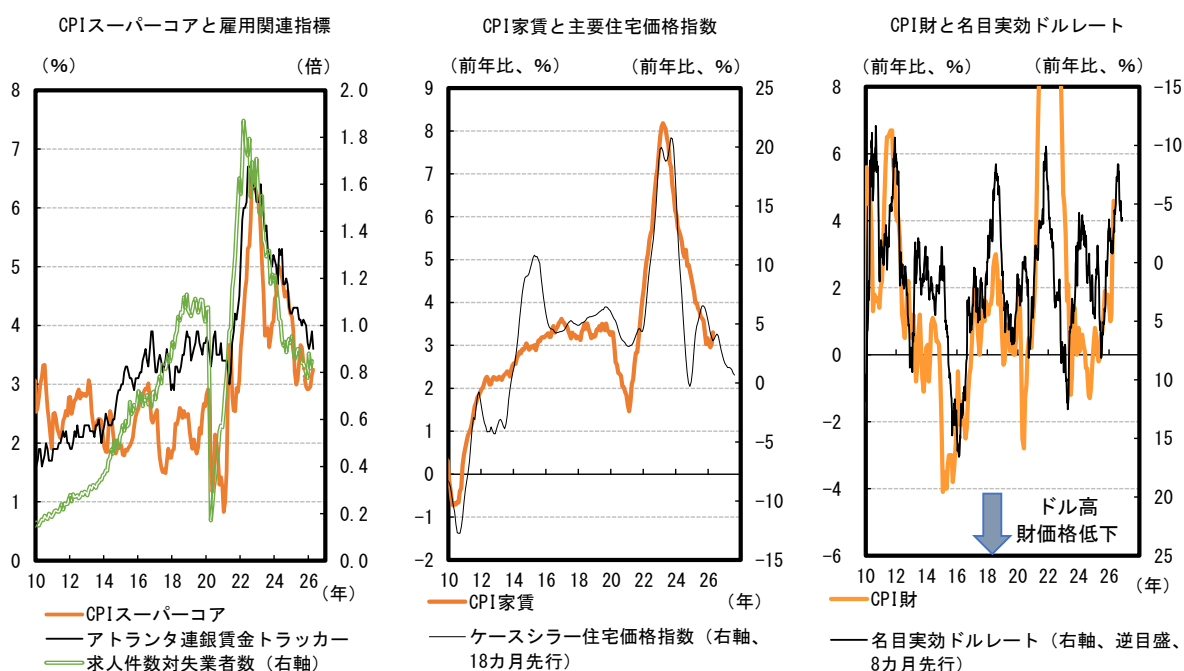 CPIスーパーコアと雇用関連指標
(%)
(倍)
8
7
6
5
4
3
2
1
0
2.0
1.8
1.6
1.4
1.2
1.0
0.8
0.6
0.4
0.2
0.0
10 12 14 16 18 20 22 24 26
(年)
CPIスーパーコア
アトランタ連銀賃金トラッカー
求人件数対失業者数（右軸）
CPI家賃と主要住宅価格指数
(前年比、%)
(前年比、%)
9
8
7
6
5
4
3
2
1
0
-1
-2
25
20
15
10
5
0
-5
-10
-15
10 12 14 16 18 20 22 24 26
(年)
CPI家賃
ケースシラー住宅価格指数（右軸、
18カ月先行）
CPI財と名目実効ドルレート
(前年比、%)
(前年比、%)
8
6
4
2
0
-2
-4
-6
-15
-10
-5
0
5
10
15
20
25
ドル高
財価格低下
10 12 14 16 18 20 22 24 26
(年)
CPI財
名目実効ドルレート（右軸、逆目盛、
8カ月先行）